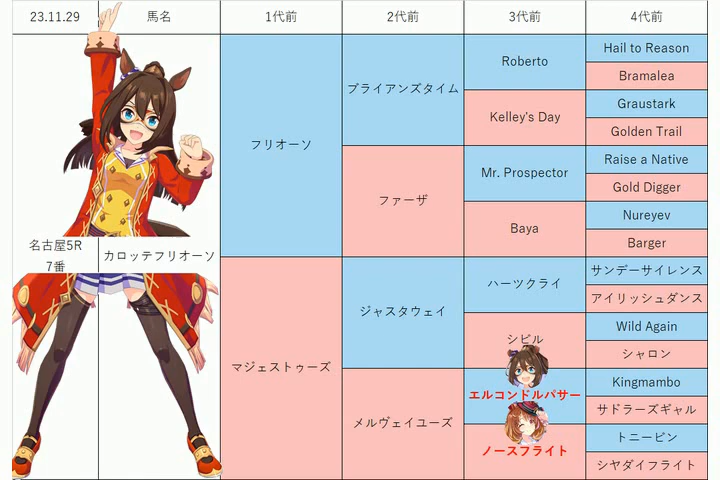 23.11.29 馬名 1代前 2代前 3代前 4代前
名古屋5R
7番
カロッテフリオーソ
フリオーソ
マジェストゥーズ
ブライアンズタイム
ファーザ
ジャスタウェイ
メルヴェイユーズ
Roberto
Kelley's Day
Mr. Prospector
Baya
ハーツクライ
シビル
エルコンドルパサー
ノースフライト
Hail to Reason
Bramalea
Graustark
Golden Trail
Raise a Native
Gold Digger
Nureyev
Barger
サンデーサイレンス
アイリッシュダンス
Wild Again
シャロン
Kingmambo
サドラーズギャル
トニービン
シヤダイフライト